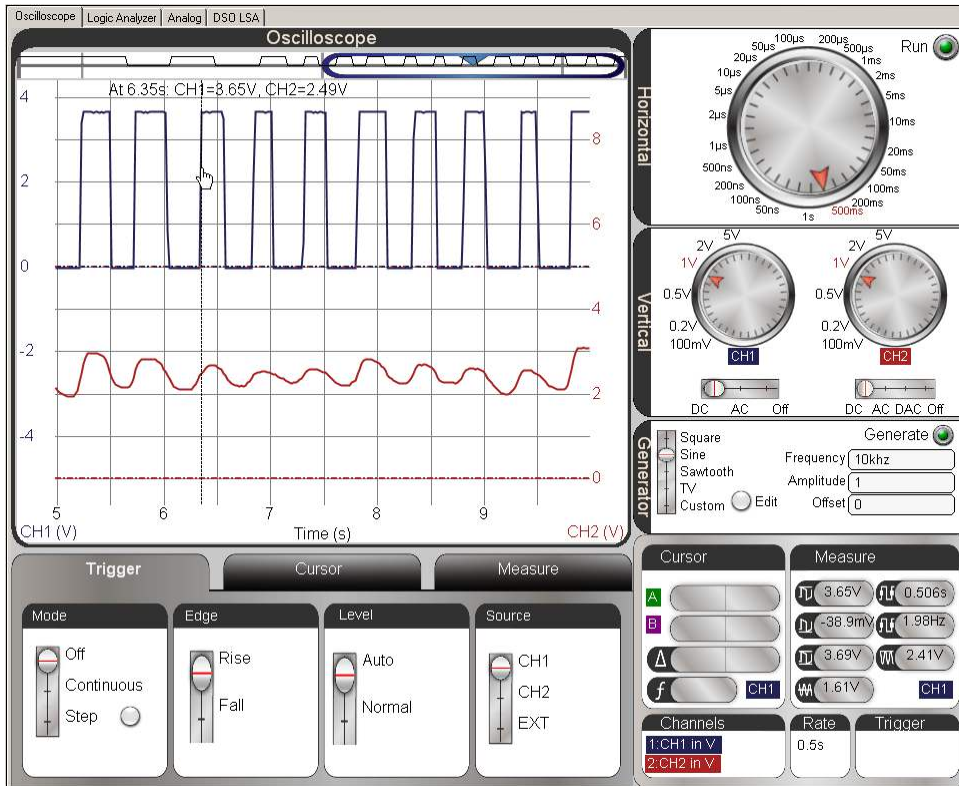 Oscilloscope Logic Analyzer Analog DSO LSA
Oscilloscope
At 6.35s: CH1=3.65V, CH2=2.49V
4
2
0
-2
-4
8
6
4
2
0
5 6 7 8 9
CH1 (V) Time (s) CH2 (V)
Horizontal
Run
50ns
100ns
200ns
500ns
1µs
2µs
5µs
10µs
20µs
50µs
100µs
200µs
500µs
1ms
2ms
5ms
10ms
20ms
50ms
100ms
200ms
500ms
1s
Vertical
5V
2V
1V
0.5V
0.2V
100mV
CH1
DC AC Off
5V
2V
1V
0.5V
0.2V
100mV
CH2
DC AC DAC Off
Generator
Square
Sine
Sawtooth
TV
Custom Edit
Generate
Frequency 10khz
Amplitude 1
Offset 0
Trigger Cursor Measure
Mode
Off
Continuous
Step
Edge
Rise
Fall
Level
Auto
Normal
Source
CH1
CH2
EXT
Cursor
A
B
Δ
f CH1
Measure
3.65V 0.506s
-38.9mV 1.98Hz
3.69V 2.41V
1.61V CH1
Channels
1:CH1 in V
2:CH2 in V
Rate
0.5s
Trigger